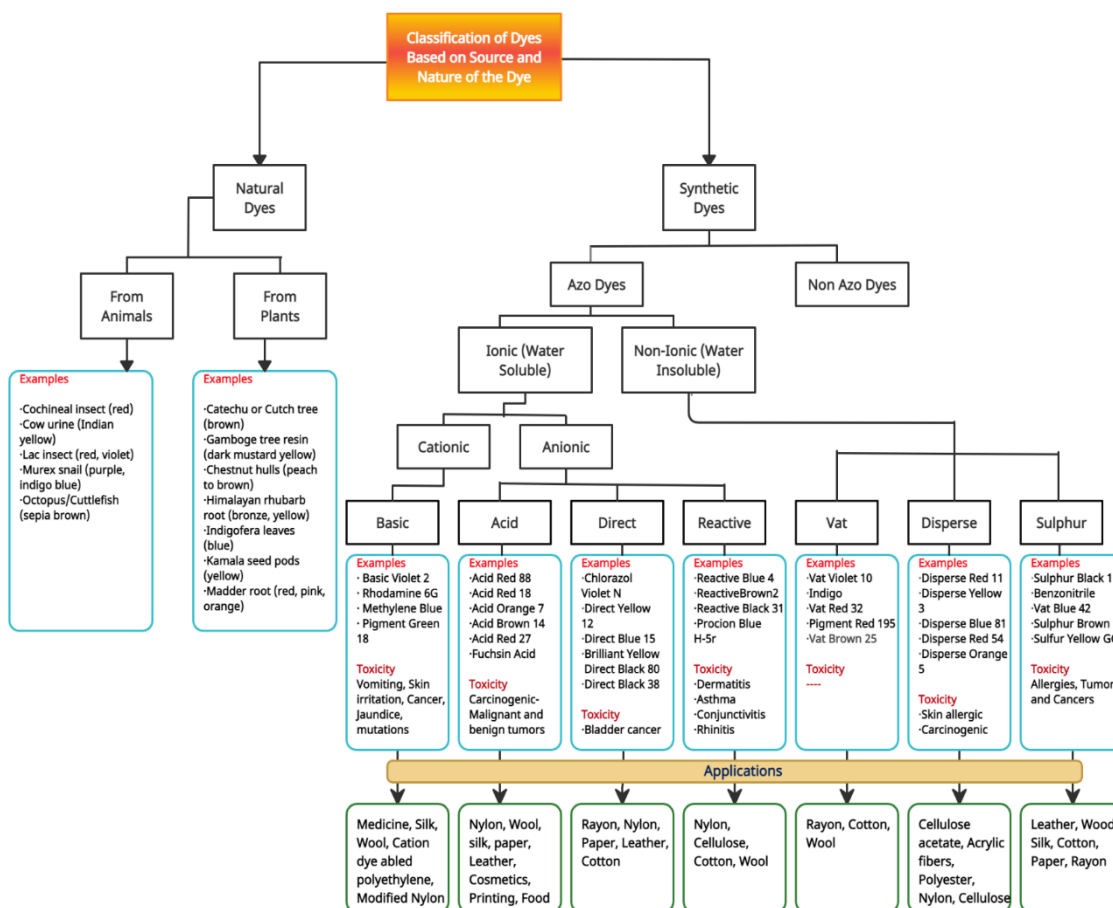 Classification of Dyes
Based on Source and
Nature of the Dye
Natural
Dyes
Synthetic
Dyes
From
Animals
From
Plants
Azo Dyes
Non Azo Dyes
Ionic (Water
Soluble)
Non-Ionic (Water
Insoluble)
Examples
·Cochineal insect (red)
·Cow urine (Indian
yellow)
·Lac insect (red, violet)
·Murex snail (purple,
indigo blue)
·Octopus/Cuttlefish
(sepia brown)
Examples
·Catechu or Cutch tree
(brown)
·Gamboge tree resin
(dark mustard yellow)
·Chestnut hulls (peach
to brown)
·Himalayan rhubarb
root (bronze, yellow)
·Indigofera leaves
(blue)
·Kamala seed pods
(yellow)
·Madder root (red, pink,
orange)
Cationic
Anionic
Basic
Acid
Direct
Reactive
Vat
Disperse
Sulphur
Examples
· Basic Violet 2
· Rhodamine 6G
· Methylene Blue
· Pigment Green
18
Toxicity
Vomiting, Skin
irritation, Cancer,
Jaundice,
mutations
Examples
·Acid Red 88
·Acid Red 18
·Acid Orange 7
·Acid Brown 14
·Acid Red 27
·Fuchsin Acid
Toxicity
Carcinogenic-
Malignant and
benign tumors
Examples
·Chlorazol
Violet N
·Direct Yellow
12
·Direct Blue 15
·Brilliant Yellow
Direct Black 80
·Direct Black 38
Toxicity
·Bladder cancer
Examples
·Reactive Blue 4
·ReactiveBrown2
·Reactive Black 31
·Procion Blue
H-5r
Toxicity
·Dermatitis
·Asthma
·Conjunctivitis
·Rhinitis
Examples
·Vat Violet 10
·Indigo
·Vat Red 32
·Pigment Red 195
·Vat Brown 25
Toxicity
----
Examples
·Disperse Red 11
·Disperse Yellow
3
·Disperse Blue 81
·Disperse Red 54
·Disperse Orange
5
Toxicity
·Skin allergic
·Carcinogenic
Examples
·Sulphur Black 1
·Benzonitrile
·Vat Blue 42
·Sulphur Brown
·Sulfur Yellow
Toxicity
Allergies, Tumor
and Cancers
Applications
Medicine, Silk,
Wool, Cation
dye abled
polyethylene,
Modified Nylon
Nylon, Wool,
silk, paper,
Leather,
Cosmetics,
Printing, Food
Rayon, Nylon,
Paper, Leather,
Cotton
Nylon,
Cellulose,
Cotton, Wool
Rayon, Cotton,
Wool
Cellulose
acetate, Acrylic
fibers,
Polyester,
Nylon, Cellulose
Leather, Wood
Silk, Cotton,
Paper, Rayon